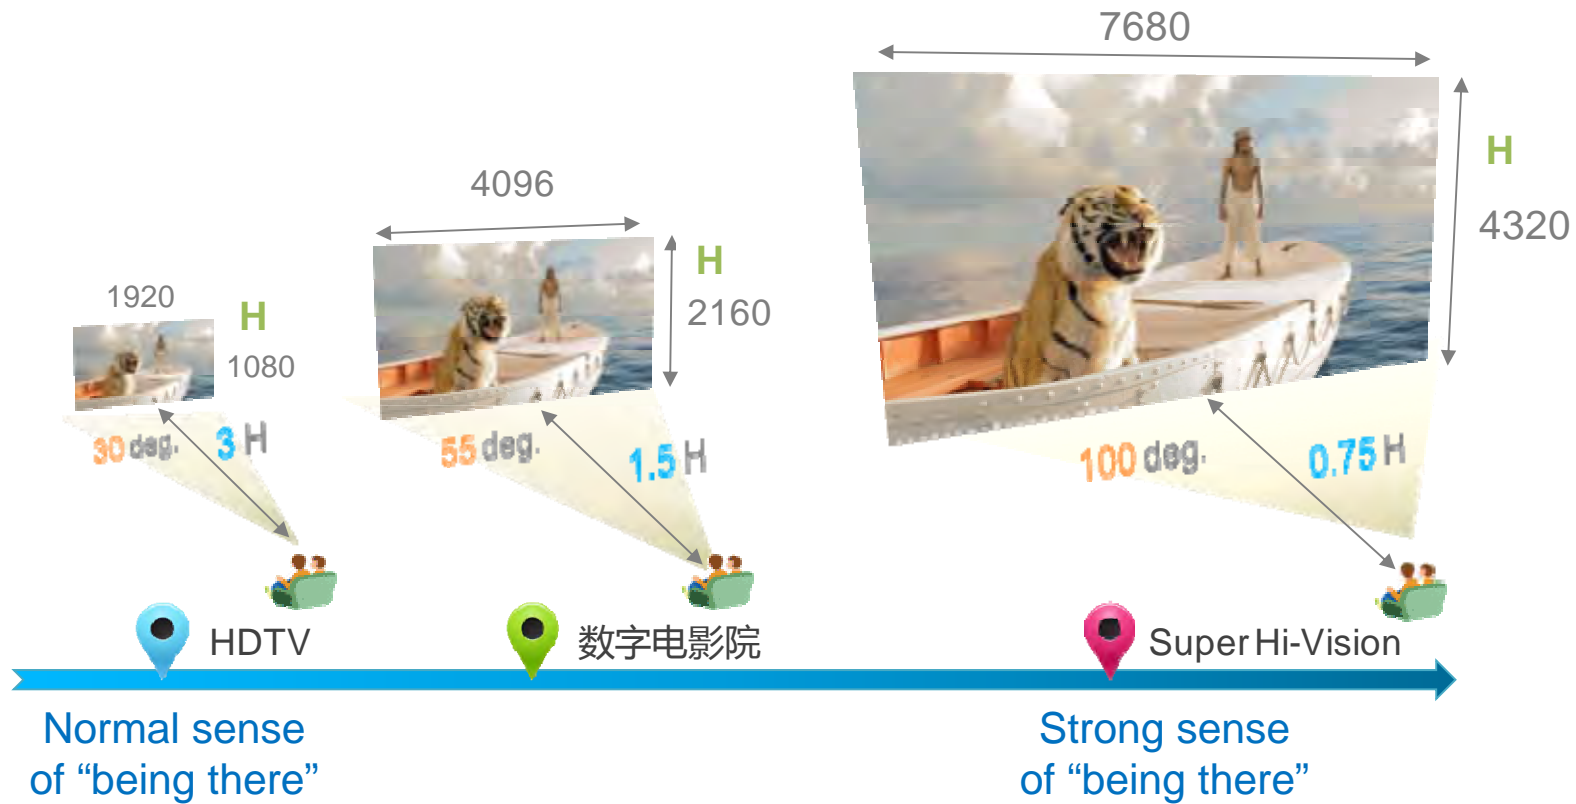 1920
H
1080
30 deg.
3 H
4096
H
2160
55 deg.
1.5 H
7680
H
4320
100 deg.
0.75 H
HDTV
数字电影院
Super Hi-Vision
Normal sense
of “being there”
Strong sense
of “being there”